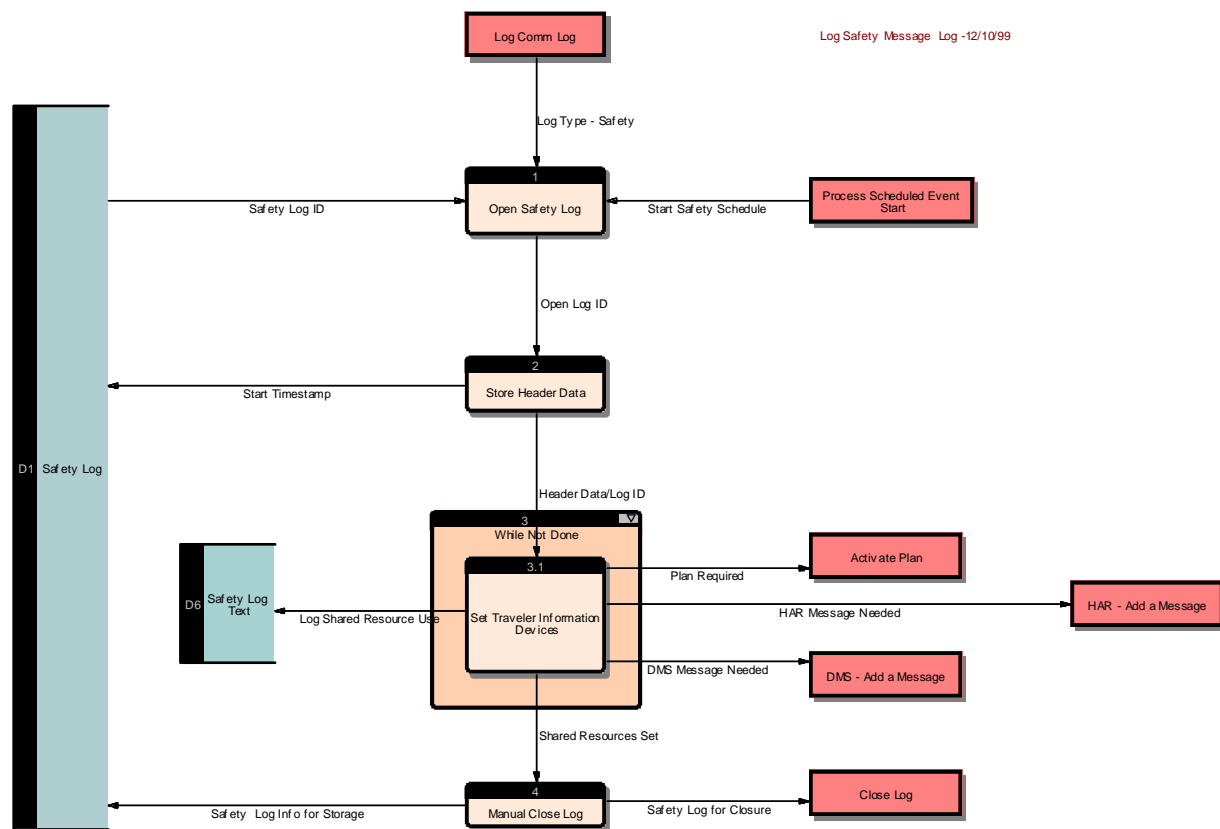 Log Comm Log
Log Safety Message Log -12/10/99
Log Type - Safety
1
Open Safety Log
Safety Log ID
Start Safety Schedule
Process Scheduled Event
Start
Open Log ID
2
Store Header Data
Start Timestamp
D1 Safety Log
Header Data/Log ID
3
While Not Done
3.1
Set Traveler Information
Devices
Activate Plan
Plan Required
HAR Message Needed
HAR - Add a Message
D6 Safety Log
Text
Log Shared Resource Use
DMS Message Needed
DMS - Add a Message
Shared Resources Set
4
Manual Close Log
Safety Log Info for Storage
Safety Log for Closure
Close Log